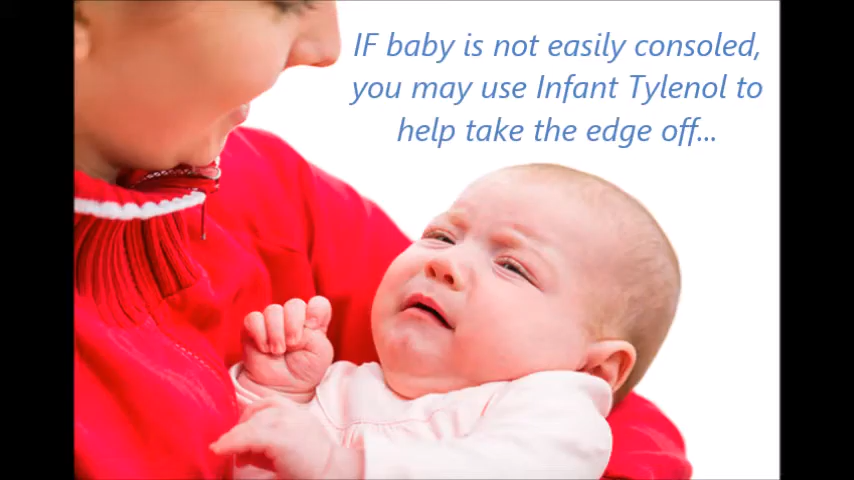 IF baby is not easily consoled,
you may use Infant Tylenol to
help take the edge off...